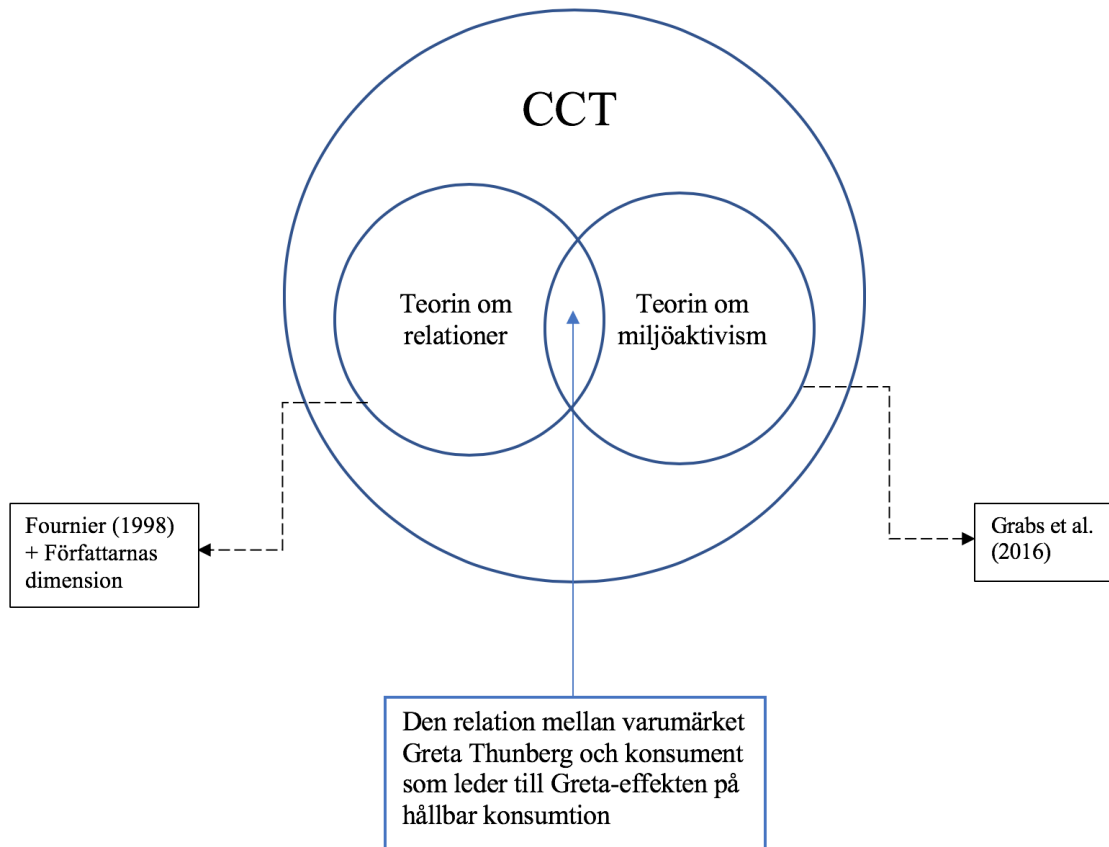 CCT
Teorin om
relationer
Teorin om
miljöaktivism
Fournier (1998)
+ Författarnas
dimension
Grabs et al.
(2016)
Den relation mellan varumärket
Greta Thunberg och konsument
som leder till Greta-effekten på
hållbar konsumtion